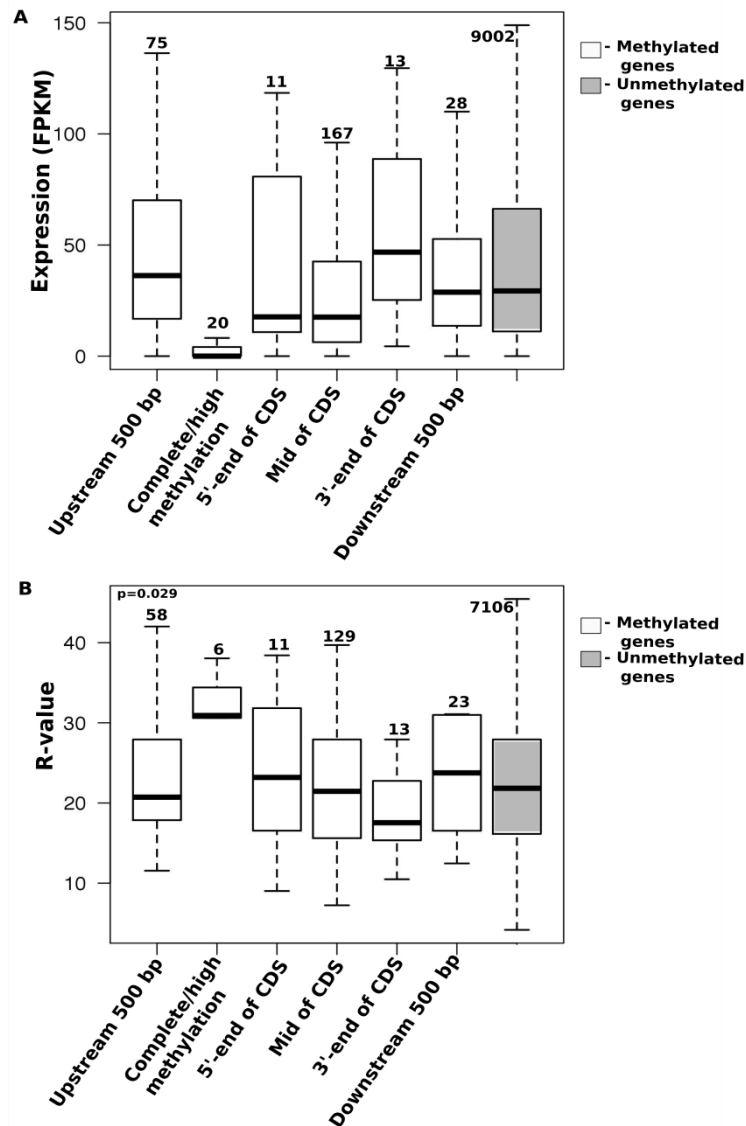 A
Expression (FPKM)
150
100
50
0
75
20
11
167
13
28
9002
- Methylated
genes
- Unmethylated
genes
Upstream 500 bp
Complete/high
methylation
5'-end of CDS
Mid of CDS
3'-end of CDS
Downstream 500 bp
B
R-value
40
30
20
10
p=0.029
58
6
11
129
13
23
7106
- Methylated
genes
- Unmethylated
genes
Upstream 500 bp
Complete/high
methylation
5'-end of CDS
Mid of CDS
3'-end of CDS
Downstream 500 bp